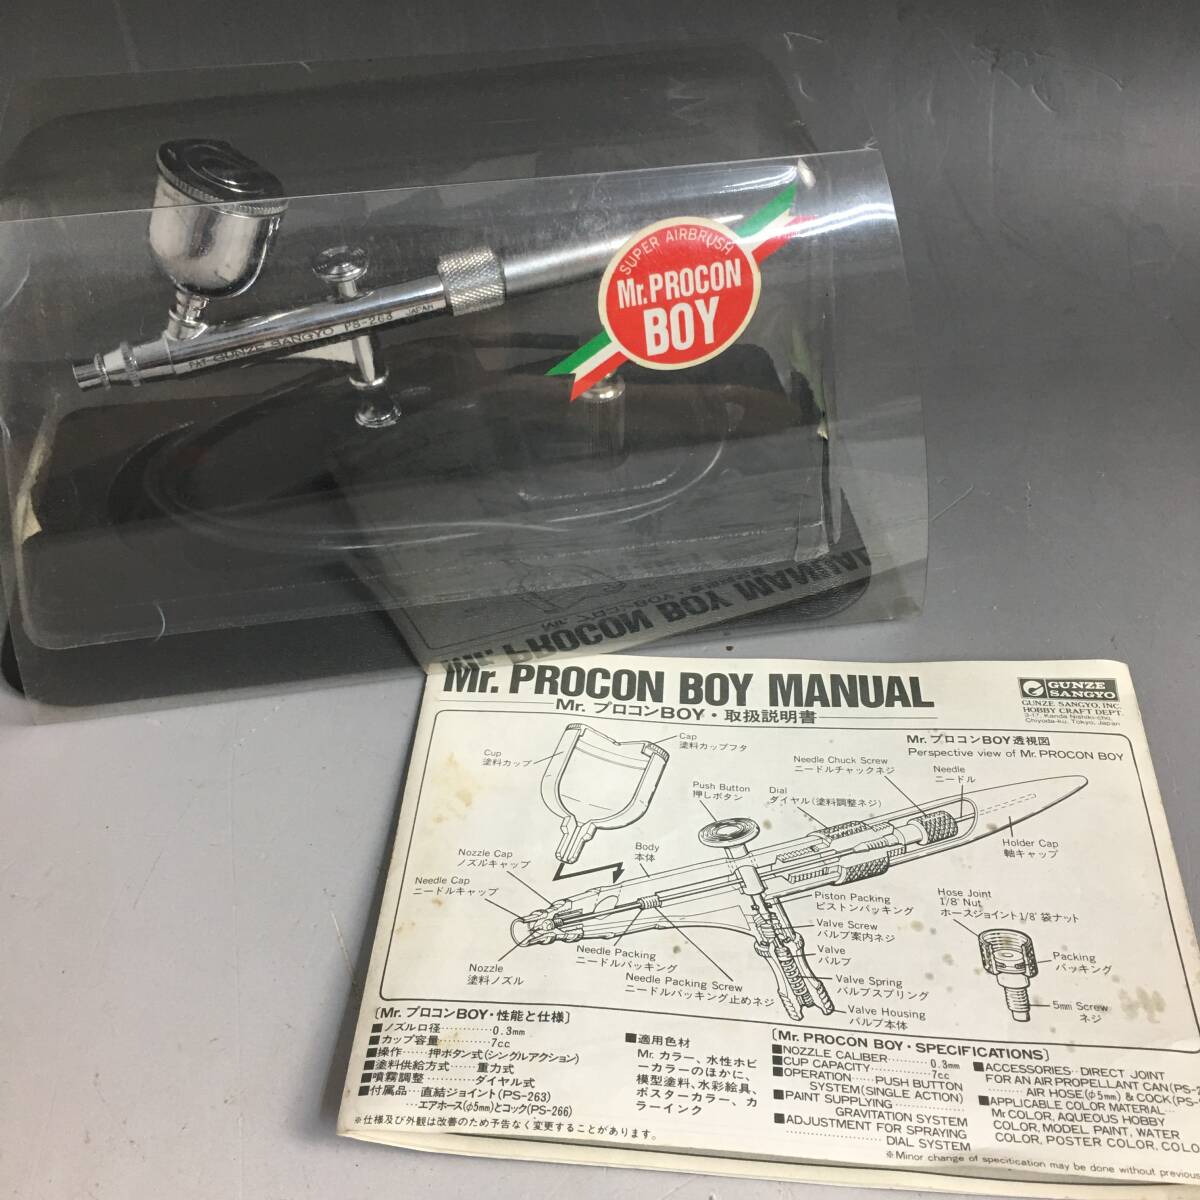 SUPER AIRBRUSH
Mr. PROCON
BOY
GUNZE SANGYO PS-263 JAPAN
Mr. PROCON BOY MANUAL
Mr. プロコンBOY・取扱説明書
GUNZE
SANGYO
GUNZE SANGYO, INC.
HOBBY CRAFT DEPT.
3-17, Kanda Nishiki-cho,
Chiyoda-ku, Tokyo, Japan
Mr. プロコンBOY透視図
Perspective view of Mr. PROCON BOY
Cup
塗料カップ
Cap
塗料カップフタ
Push Button
押しボタン
Needle Chuck Screw
ニードルチャックネジ
Dial
ダイヤル(塗料調整ネジ)
Needle
ニードル
Holder Cap
軸キャップ
Nozzle Cap
ノズルキャップ
Needle Cap
ニードルキャップ
Body
本体
Nozzle
塗料ノズル
Needle Packing
ニードルパッキング
Needle Packing Screw
ニードルパッキング止めネジ
Piston Packing
ピストンパッキング
Valve Screw
バルブ案内ネジ
Valve
バルブ
Valve Spring
バルブスプリング
Valve Housing
バルブ本体
Hose Joint
1/8" Nut
ホースジョイント1/8"袋ナット
Packing
パッキング
5mm Screw
ネジ
〔Mr. プロコンBOY・性能と仕様〕
■ノズル口径…………0.3mm
■カップ容量…………7cc
■操作……押ボタン式(シングルアクション)
■塗料供給方式……重力式
■噴霧調整…………ダイヤル式
■付属品…直結ジョイント(PS-263)
…エアホース(φ5mm)とコック(PS-266)
※仕様及び外観は改善のため予告なく変更することがあります。
■適用色材
Mr. カラー、水性ホビ
ーカラーのほかに、
模型塗料、水彩絵具、
ポスターカラー、カ
ラーインク
〔Mr. PROCON BOY・SPECIFICATIONS〕
■NOZZLE CALIBER………0.3mm
■CUP CAPACITY…………7cc
■OPERATION……PUSH BUTTON
SYSTEM(SINGLE ACTION)
■PAINT SUPPLYING…………
GRAVITATION SYSTEM
■ADJUSTMENT FOR SPRAYING
…………DIAL SYSTEM
■ACCESSORIES…DIRECT JOINT
FOR AN AIR PROPELLANT CAN(PS-
…… AIR HOSE(φ5mm) & COCK(PS-
■APPLICABLE COLOR MATERIAL…
Mr. COLOR, AQUEOUS HOBBY
COLOR, MODEL PAINT, WATER
COLOR, POSTER COLOR, COLO
※Minor change of specification may be done without previous